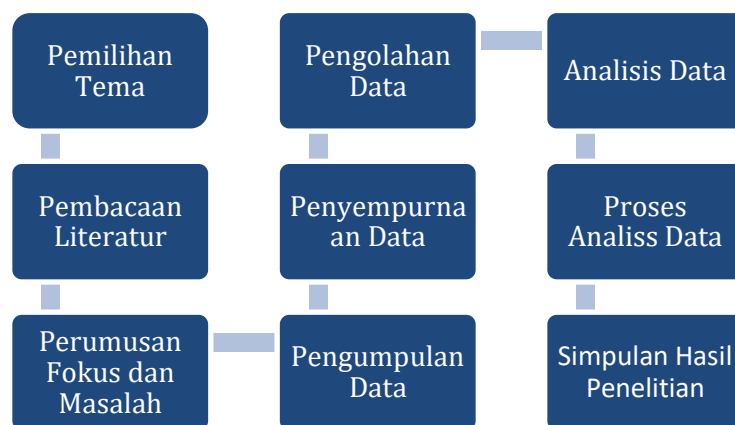 Pemilihan
Tema
Pembacaan
Literatur
Perumusan
Fokus dan
Masalah
Pengumpulan
Data
Penyempurna
an Data
Pengolahan
Data
Analisis Data
Proses
Analiss Data
Simpulan Hasil
Penelitian